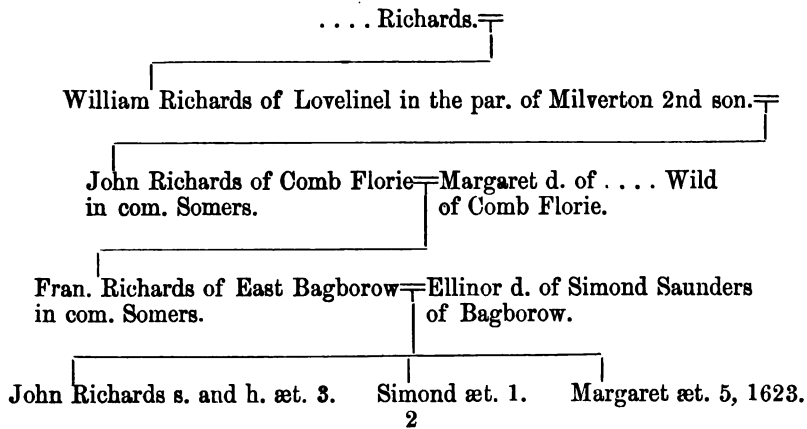 . . . . Richards.
William Richards of Lovelinel in the par. of Milverton 2nd son.
John Richards of Comb Florie
in com. Somers.
Margaret d. of . . . . Wild
of Comb Florie.
Fran. Richards of East Bagborow
in com. Somers.
Ellinor d. of Simond Saunders
of Bagborow.
John Richards s. and h. æt. 3.
Simond æt. 1.
2
Margaret æt. 5, 1623.